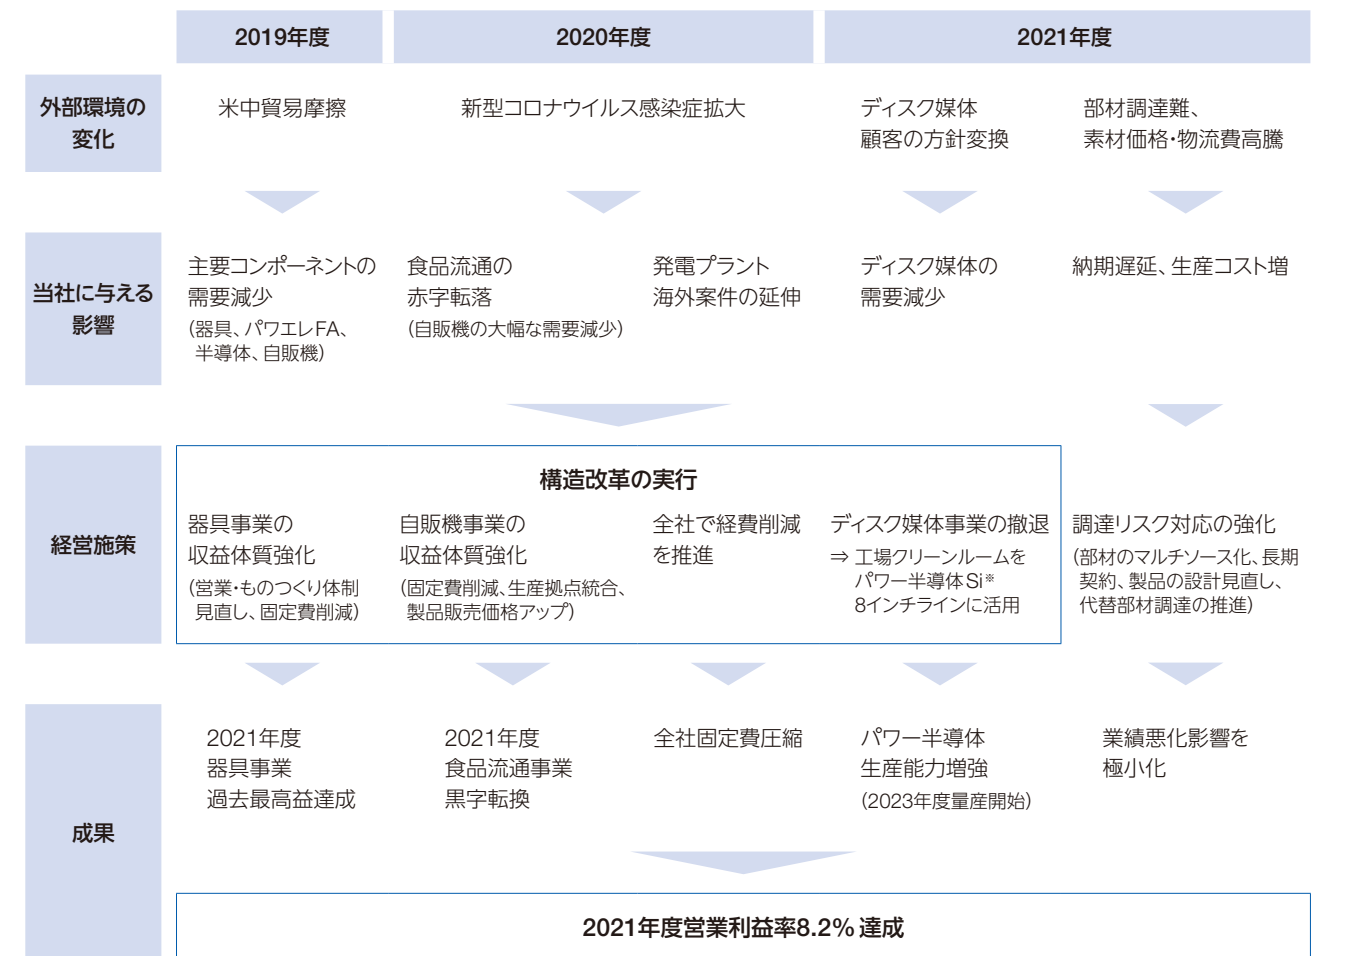 2019年度
2020年度
2021年度
外部環境の
変化
米中貿易摩擦
新型コロナウイルス感染症拡大
ディスク媒体
顧客の方針変換
部材調達難、
素材価格・物流費高騰
当社に与える
影響
主要コンポーネントの
需要減少
(器具、パワエレFA、
半導体、自販機)
食品流通の
赤字転落
(自販機の大幅な需要減少)
発電プラント
海外案件の延伸
ディスク媒体の
需要減少
納期遅延、生産コスト増
経営施策
構造改革の実行
器具事業の
収益体質強化
(営業・ものつくり体制
見直し、固定費削減)
自販機事業の
収益体質強化
(固定費削減、生産拠点統合、
製品販売価格アップ)
全社で経費削減
を推進
ディスク媒体事業の撤退
⇒ 工場クリーンルームを
パワー半導体Si※
8インチラインに活用
調達リスク対応の強化
(部材のマルチソース化、長期
契約、製品の設計見直し、
代替部材調達の推進)
成果
2021年度
器具事業
過去最高益達成
2021年度
食品流通事業
黒字転換
全社固定費圧縮
パワー半導体
生産能力増強
(2023年度量産開始)
業績悪化影響を
極小化
2021年度営業利益率8.2% 達成